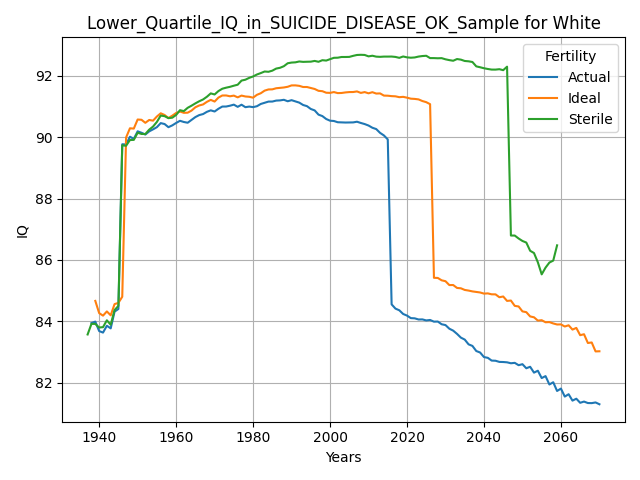 Lower_Quartile_IQ_in_SUICIDE_DISEASE_OK_Sample for White
Fertility
Actual
Ideal
Sterile
IQ
92
90
88
86
84
82
1940
1960
1980
2000
2020
2040
2060
Years